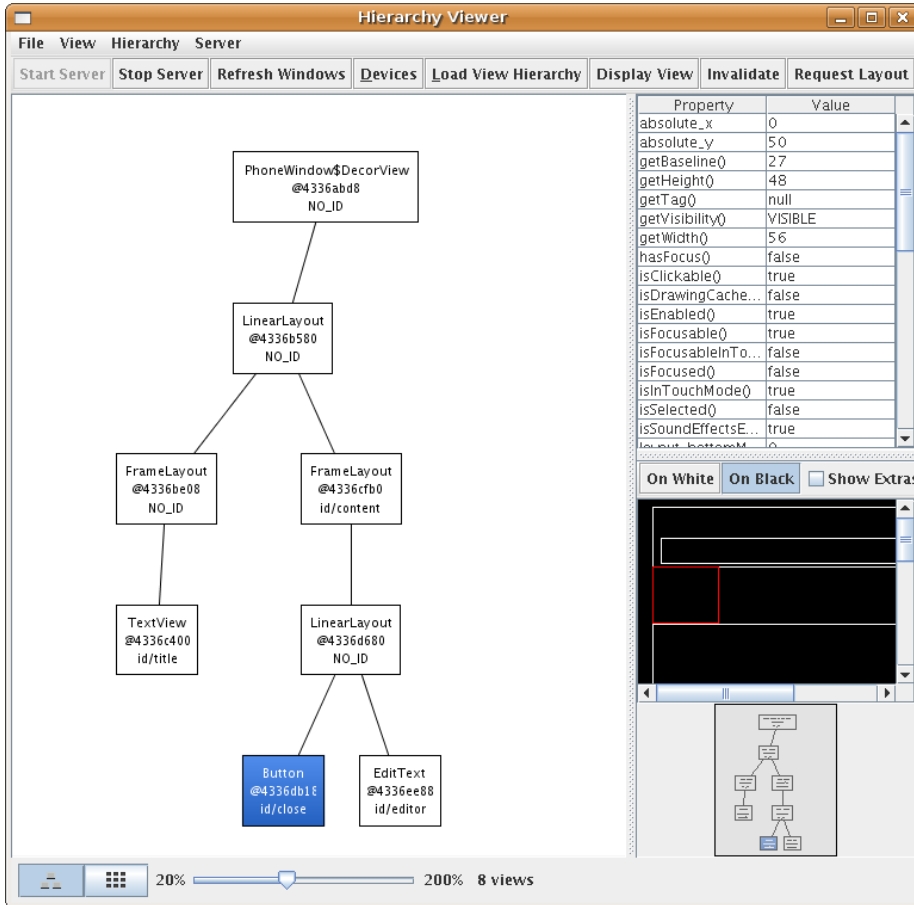 Hierarchy Viewer
File View Hierarchy Server
Start Server Stop Server Refresh Windows Devices Load View Hierarchy Display View Invalidate Request Layout
PhoneWindow$DecorView
@4336abd8
NO_ID
LinearLayout
@4336b580
NO_ID
FrameLayout
@4336be08
NO_ID
FrameLayout
@4336cfb0
id/content
TextView
@4336c400
id/title
LinearLayout
@4336d680
NO_ID
Button
@4336db18
id/close
EditText
@4336ee88
id/editor
Property Value
absolute_x 0
absolute_y 50
getBaseline() 27
getHeight() 48
getTag() null
getVisibility() VISIBLE
getWidth() 56
hasFocus() false
isClickable() true
isDrawingCache... false
isEnabled() true
isFocusable() true
isFocusableInTo... false
isFocused() false
isInTouchMode() true
isSelected() false
isSoundEffectsE... true
On White On Black Show Extras
20% 200% 8 views